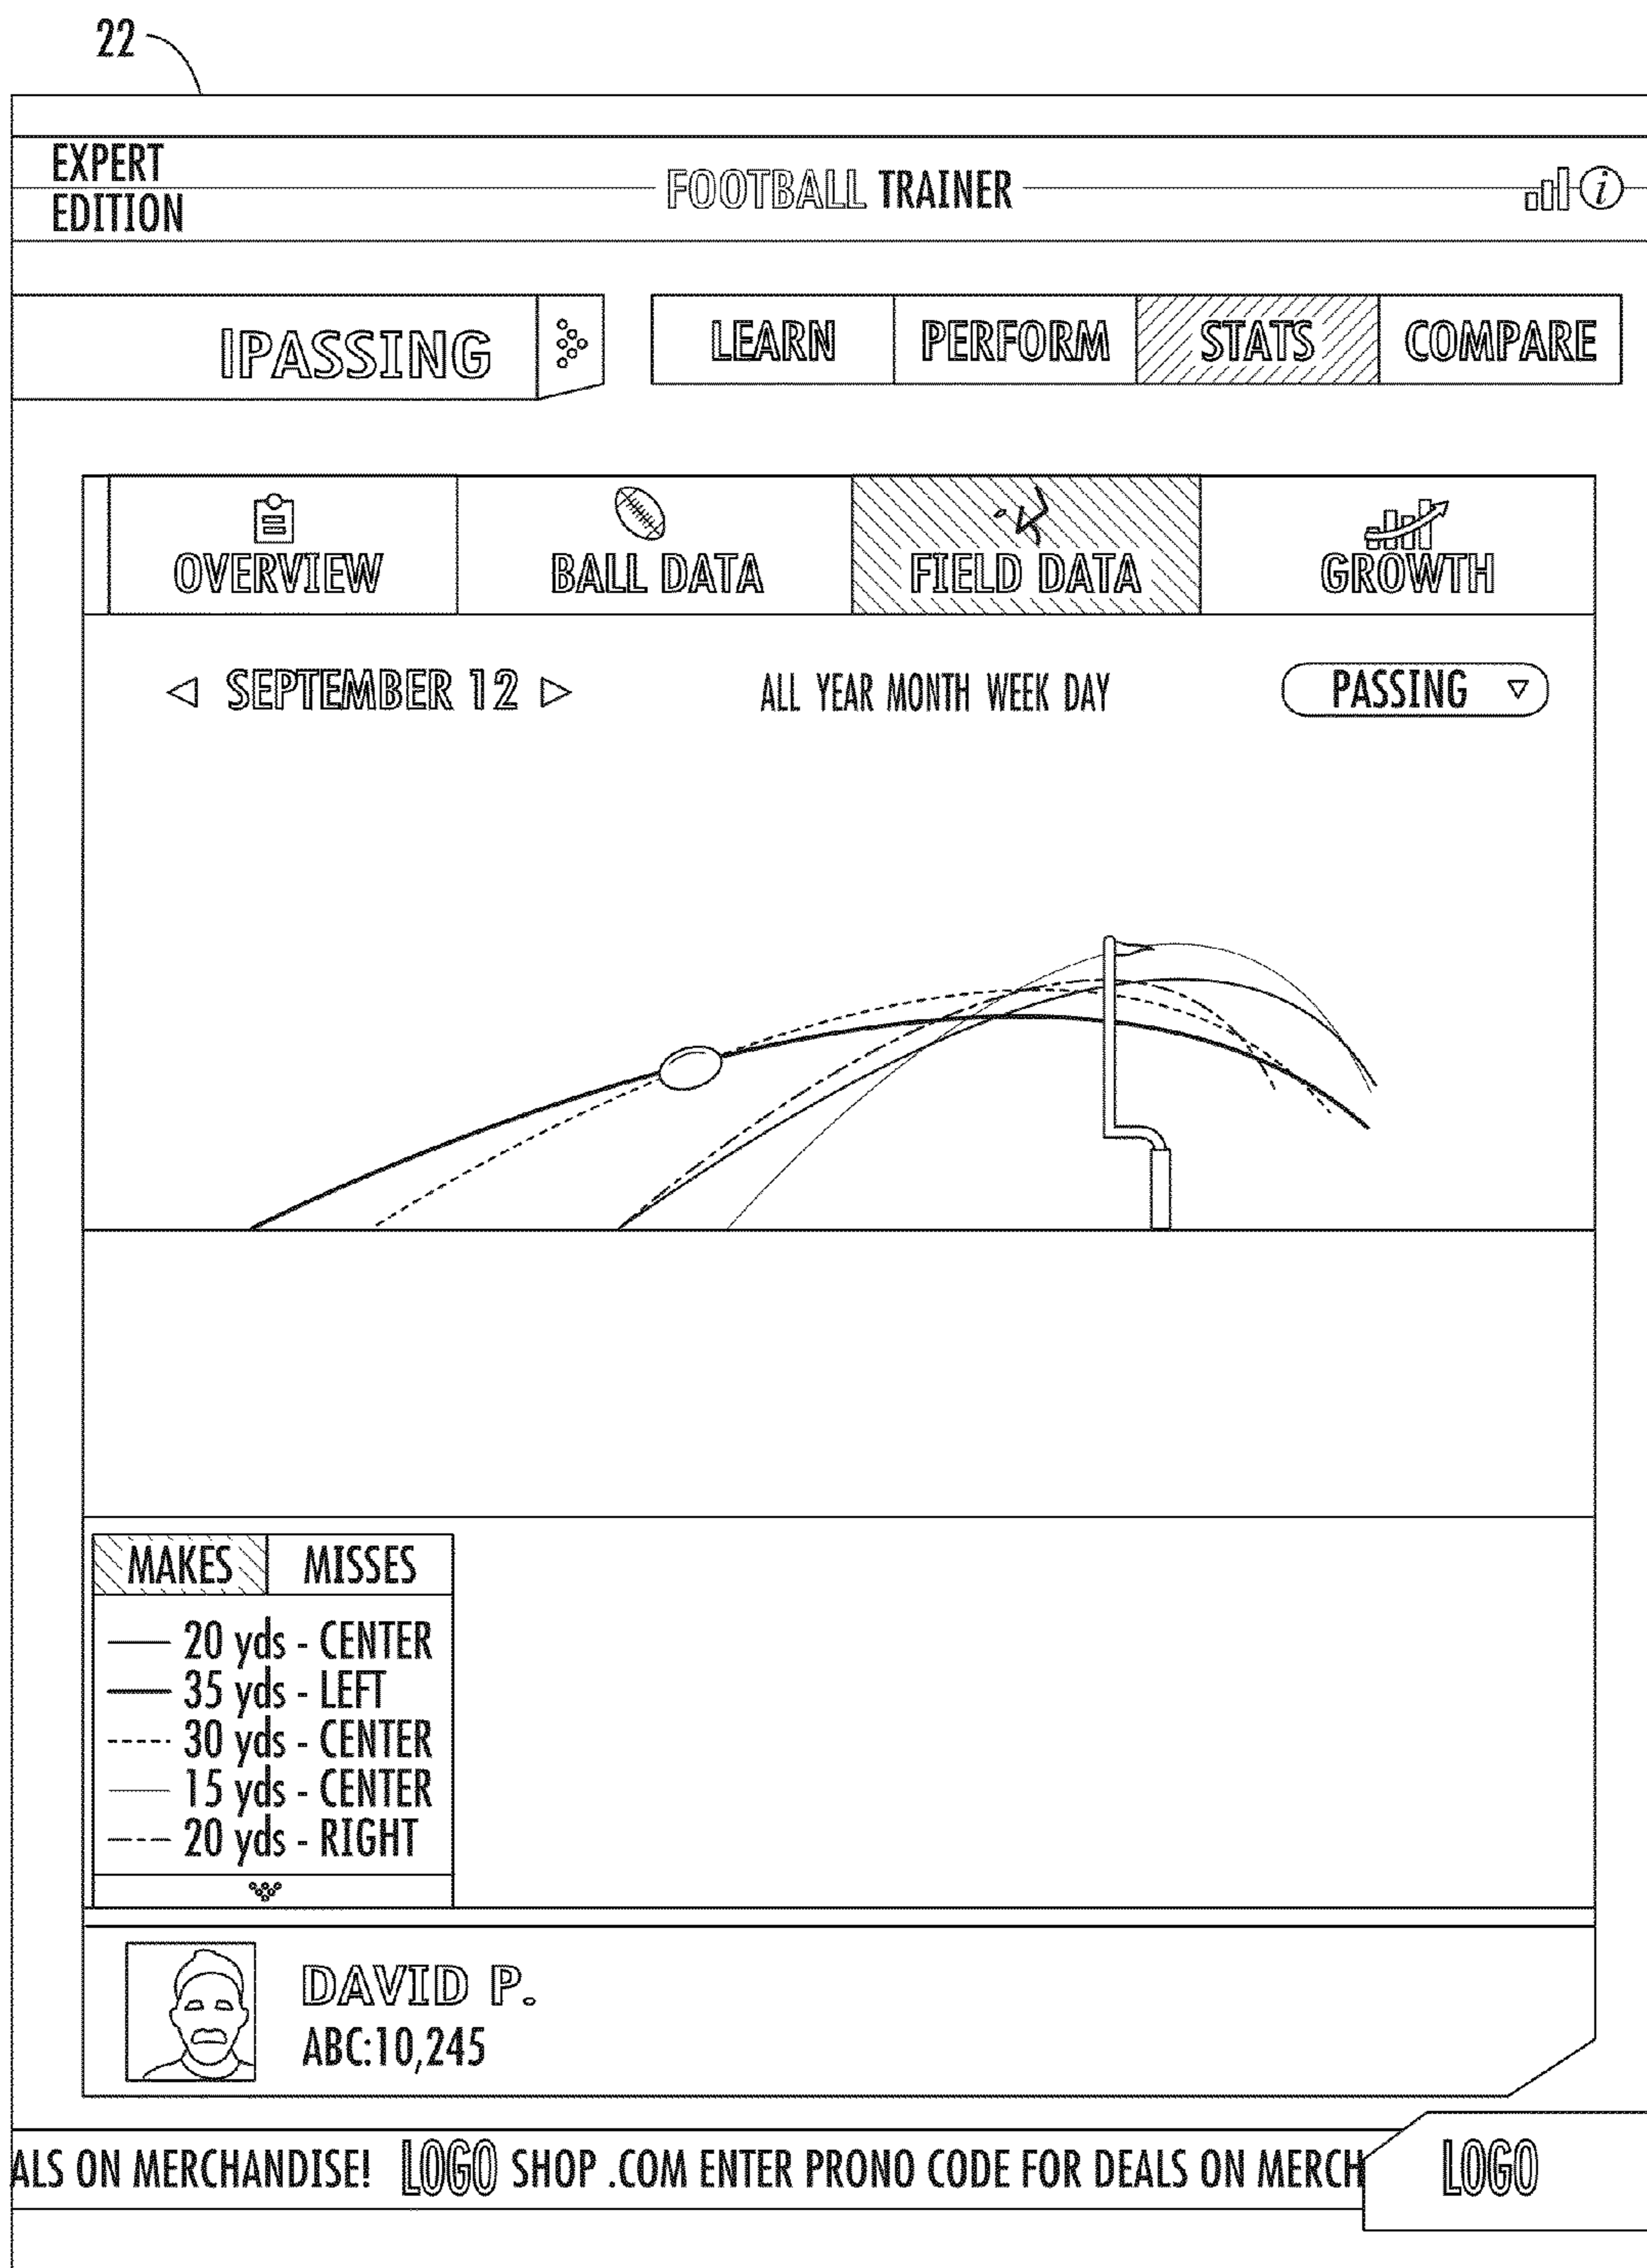 22
EXPERT
EDITION
FOOTBALL TRAINER
i
IPASSING
LEARN PERFORM STATS COMPARE
OVERVIEW BALL DATA FIELD DATA GROWTH
SEPTEMBER 12 ALL YEAR MONTH WEEK DAY PASSING
MAKES MISSES
20 yds - CENTER
35 yds - LEFT
30 yds - CENTER
15 yds - CENTER
20 yds - RIGHT
DAVID P.
ABC:10,245
ALS ON MERCHANDISE! LOGO SHOP .COM ENTER PRONO CODE FOR DEALS ON MERCH LOGO